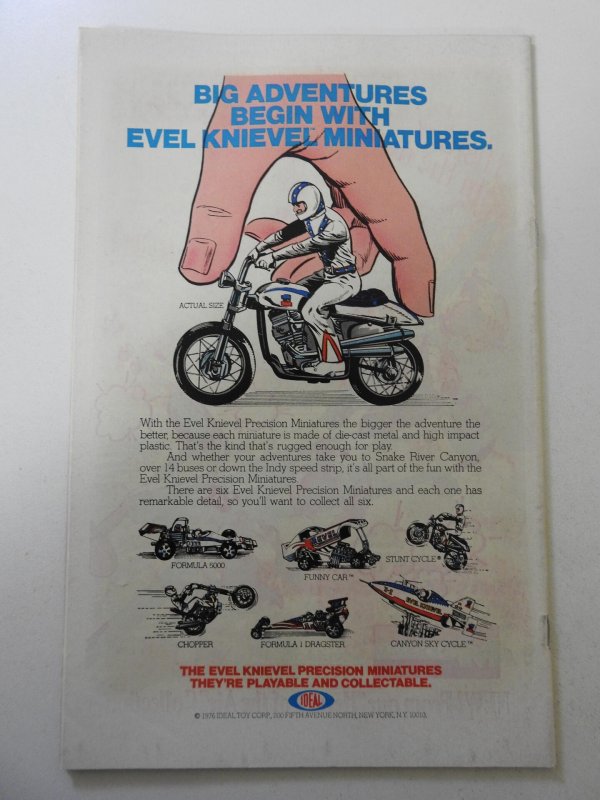 BIG ADVENTURES
BEGIN WITH
EVEL KNIEVEL™ MINIATURES.
ACTUAL SIZE
With the Evel Knievel Precision Miniatures the bigger the adventure the
better, because each miniature is made of die-cast metal and high impact
plastic. That's the kind that's rugged enough for play.
And whether your adventures take you to Snake River Canyon,
over 14 buses or down the Indy speed strip, it's all part of the fun with the
Evel Knievel Precision Miniatures.
There are six Evel Knievel Precision Miniatures and each one has
remarkable detail, so you'll want to collect all six.
FORMULA 5000
FUNNY CAR™
STUNT CYCLE®
CHOPPER
FORMULA 1 DRAGSTER
CANYON SKY CYCLE™
THE EVEL KNIEVEL PRECISION MINIATURES
THEY'RE PLAYABLE AND COLLECTABLE.
IDEAL
© 1976 IDEAL TOY CORP., 200 FIFTH AVENUE NORTH, NEW YORK, N.Y. 10010.